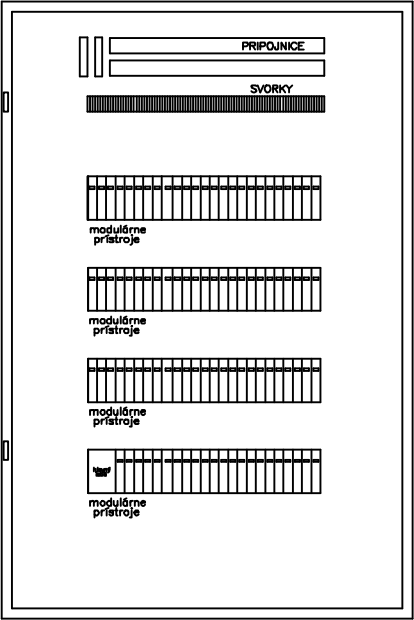 PRIPOJNICE
SVORKY
modulárne
prístroje
modulárne
prístroje
modulárne
prístroje
modulárne
prístroje